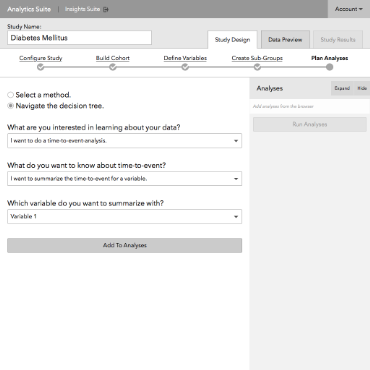 Analytics Suite | Insights Suite Account
Study Name:
Diabetes Mellitus
Study Design Data Preview Study Results
Configure Study Build Cohort Define Variables Create Sub-Groups Plan Analyses
Select a method.
Navigate the decision tree.
What are you interested in learning about your data?
I want to do a time-to-event analysis.
What do you want to know about time-to-event?
I want to summarize the time-to-event for a variable.
Which variable do you want to summarize with?
Variable 1
Add To Analyses
Analyses Expand Hide
Add analyses from the browser
Run Analyses